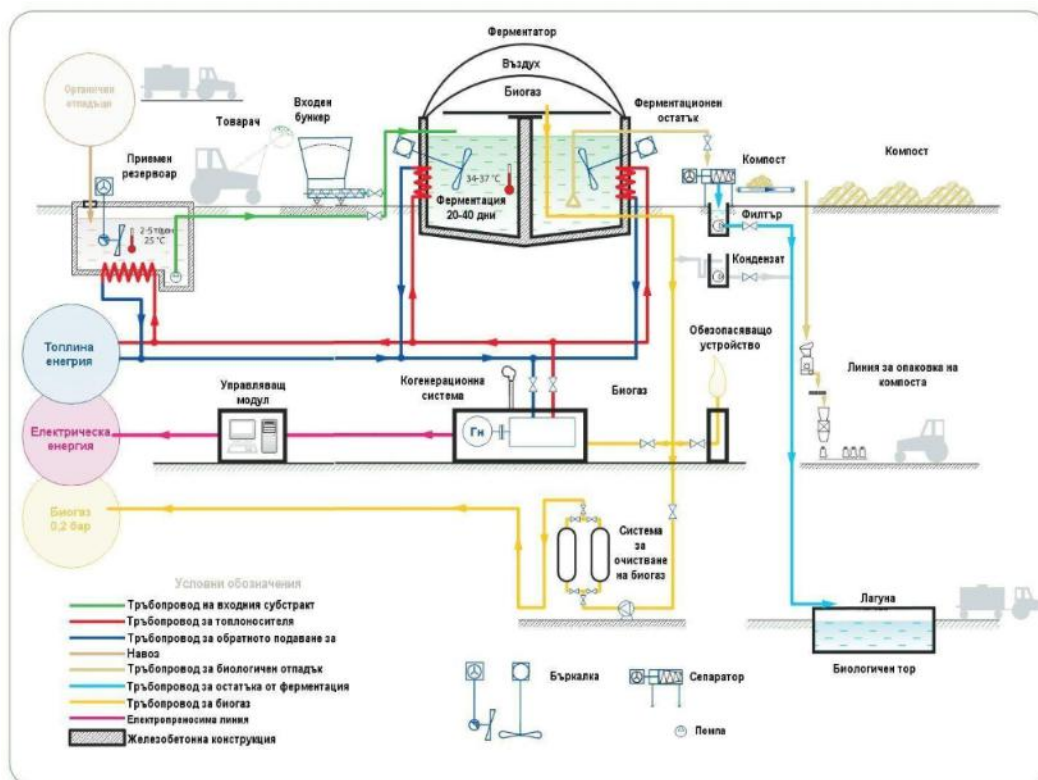 Ферментатор
Въздух
Биогаз
Органични
отпадъци
Товарач
Входен
бункер
Ферментационен
остатък
Приемен
резервоар
Компост
Компост
34-37 °C
Ферментация
20-40 дни
25 °C
Филтър
Кондензат
Топлина
енегрия
Обезопасяващо
устройство
Управляващ
модул
Когенерационна
система
Биогаз
Линия за опаковка на
компоста
Гн
Електрическа
енергия
Биогаз
0,2 бар
Система
за
очистване
на биогаз
Условни обозначения
Тръбопровод на входния субстракт
Тръбопровод за топлоносителя
Тръбопровод за обратното подаване за
Навоз
Тръбопровод за биологичен отпадък
Тръбопровод за остатъка от ферментация
Тръбопровод за биогаз
Електропраносима линия
Железобетонна конструкция
Лагуна
Биологичен тор
Бъркалка
Сепаратор
Помпа